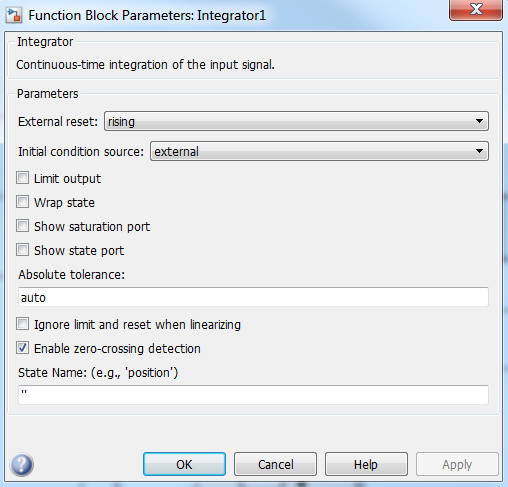 Function Block Parameters: Integrator1
Integrator
Continuous-time integration of the input signal.
Parameters
External reset: rising
Initial condition source: external
Limit output
Wrap state
Show saturation port
Show state port
Absolute tolerance:
auto
Ignore limit and reset when linearizing
Enable zero-crossing detection
State Name: (e.g., 'position')
''
OK Cancel Help Apply